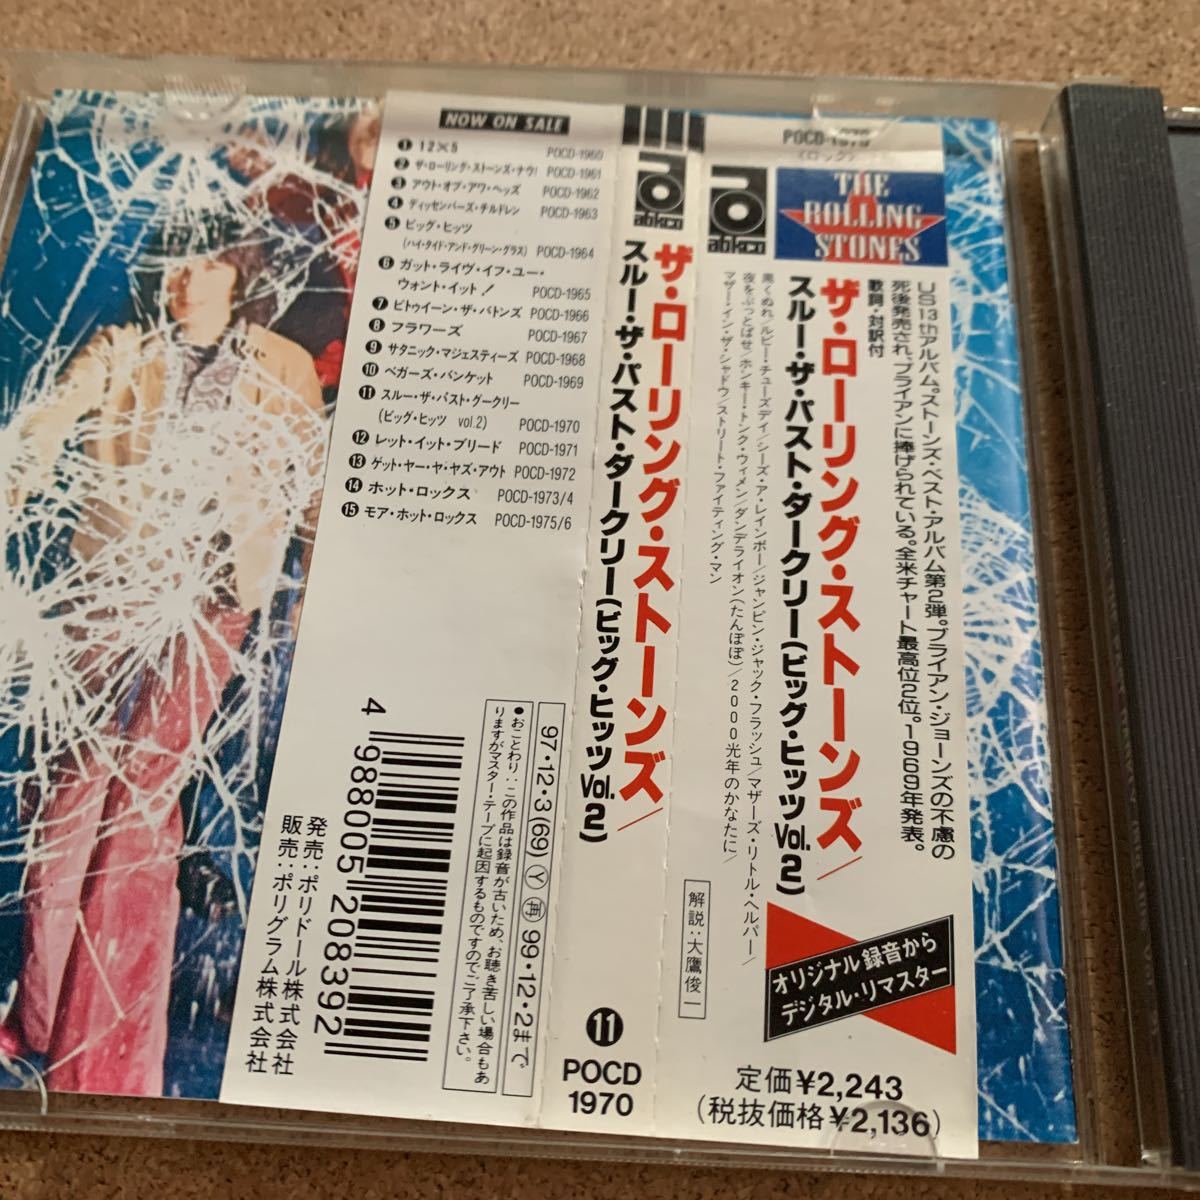 NOW ON SALE
❶ 12×5 POCD-1960
❷ ザ・ローリング・ストーンズ・ナウ! POCD-1961
❸ アウト・オブ・アワ・ヘッズ POCD-1962
❹ ディッセンバーズ・チルドレン POCD-1963
❺ ビッグ・ヒッツ
(ハイ・タイド・アンド・グリーン・グラス) POCD-1964
❻ ガット・ライヴ・イフ・ユー・
ウォント・イット! POCD-1965
❼ ビトゥイーン・ザ・バトンズ POCD-1966
❽ フラワーズ POCD-1967
❾ サタニック・マジェスティーズ POCD-1968
❿ ベガーズ・バンケット POCD-1969
⓫ スルー・ザ・パスト・グークリー
(ビッグ・ヒッツ vol.2) POCD-1970
⓬ レット・イット・ブリード POCD-1971
⓭ ゲット・ヤー・ヤ・ヤズ・アウト POCD-1972
⓮ ホット・ロックス POCD-1973/4
⓯ モア・ホット・ロックス POCD-1975/6
97・12・3(69) Ⓨ 再 99・12・2まで
●おことわり:この作品は録音が古いため、お聴き苦しい場合もあ
りますがマスター・テープに起因するものですのでご了承下さい。
4 988005 208392
発売:ポリドール株式会社
販売:ポリグラム株式会社
abkco
ザ・ローリング・ストーンズ/
スルー・ザ・パスト・ダークリー(ビッグ・ヒッツVol.2)
⓫
POCD
1970
<ロック>
abkco
THE
ROLLING
STONES
US13thアルバム。ストーンズ・ベスト・アルバム第2弾。ブライアン・ジョーンズの不慮の
死後発売され、ブライアンに捧げられている。全米チャート最高位2位。1969年発表。
歌詞・対訳付
ザ・ローリング・ストーンズ/
スルー・ザ・パスト・ダークリー(ビッグ・ヒッツVol.2)
黒くぬれ/ルビー・チューズデイ/シーズ・ア・レインボー/ジャンピン・ジャック・フラッシュ/マザーズ・リトル・ヘルパー/
夜をぶっとばせ/ホンキー・トンク・ウィメン/ダンデライオン(たんぽぽ)/2000光年のかなたに/
マザー・イン・ザ・シャドウ/ストリート・ファイティング・マン
解説:大鷹俊一
オリジナル録音から
デジタル・リマスター
定価¥2,243
(税抜価格¥2,136)